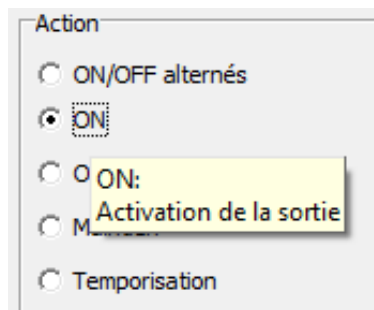 Action
ON/OFF alternés
ON
ON:
Activation de la sortie
Temporisation